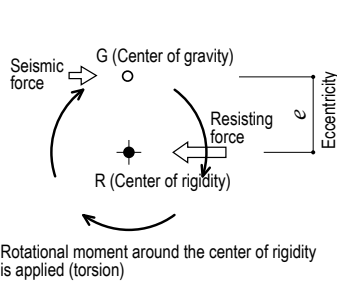 G (Center of gravity)
Seismic
force
Resisting
force
e
Eccentricity
R (Center of rigidity)
Rotational moment around the center of rigidity
is applied (torsion)